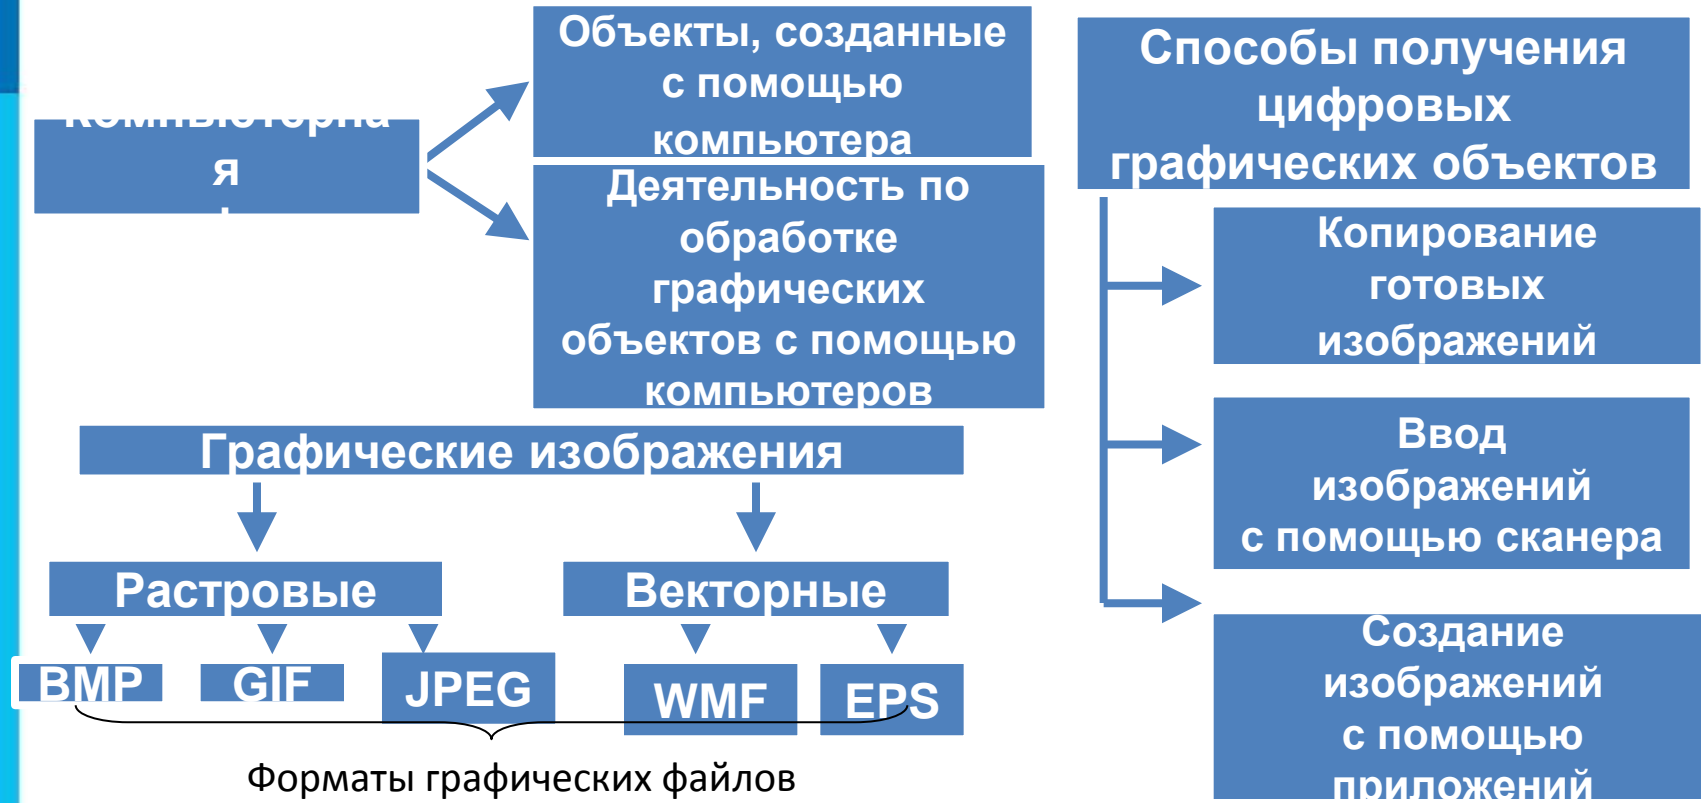 Компьютерна
я
Объекты, созданные
с помощью
компьютера
Деятельность по
обработке
графических
объектов с помощью
компьютеров
Графические изображения
Растровые
Векторные
BMP
GIF
JPEG
WMF
EPS
Форматы графических файлов
Способы получения
цифровых
графических объектов
Копирование
готовых
изображений
Ввод
изображений
с помощью сканера
Создание
изображений
с помощью
приложений